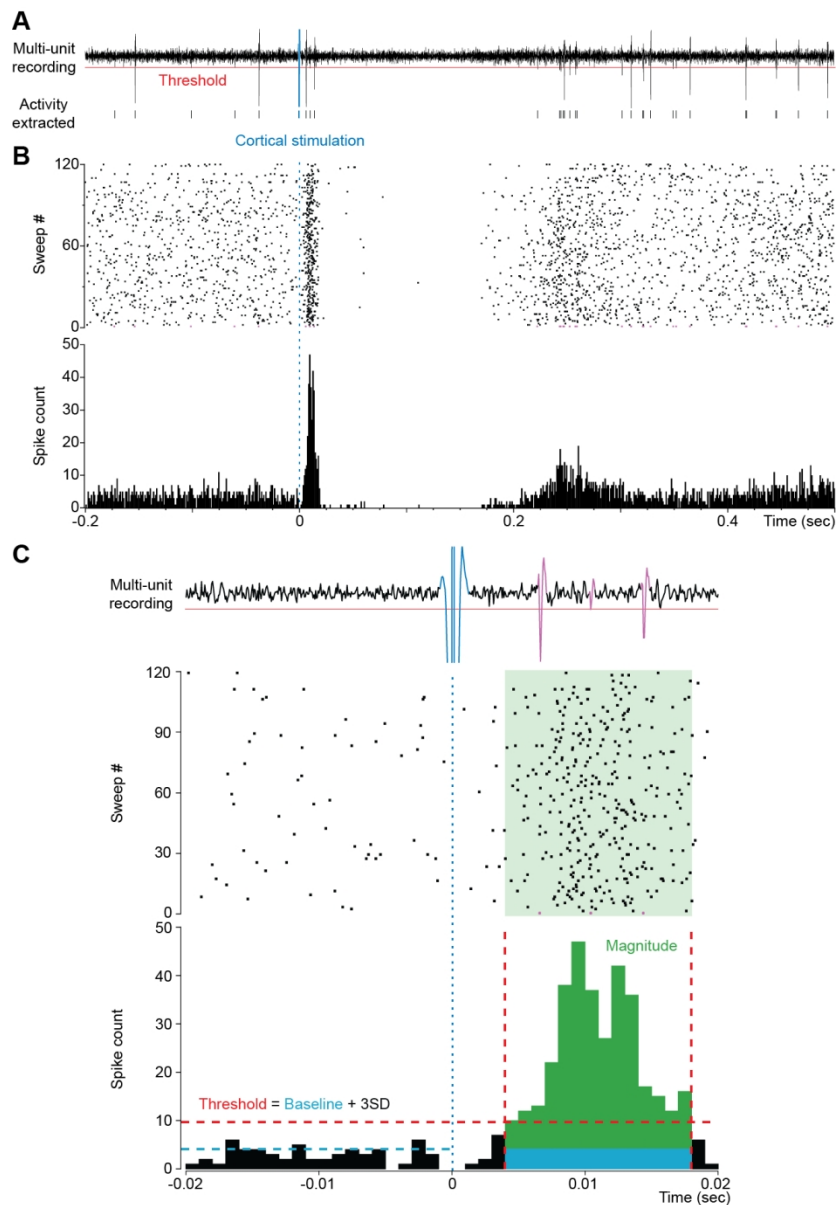 A
Multi-unit
recording
Threshold
Activity
extracted
Cortical stimulation
B
120
60
0
Sweep #
50
40
30
20
10
0
Spike count
-0.2
0
0.2
0.4
Time (sec)
C
Multi-unit
recording
120
90
60
30
0
Sweep #
50
40
30
20
10
0
Spike count
Magnitude
Threshold = Baseline + 3SD
-0.02
-0.01
0
0.01
0.02
Time (sec)